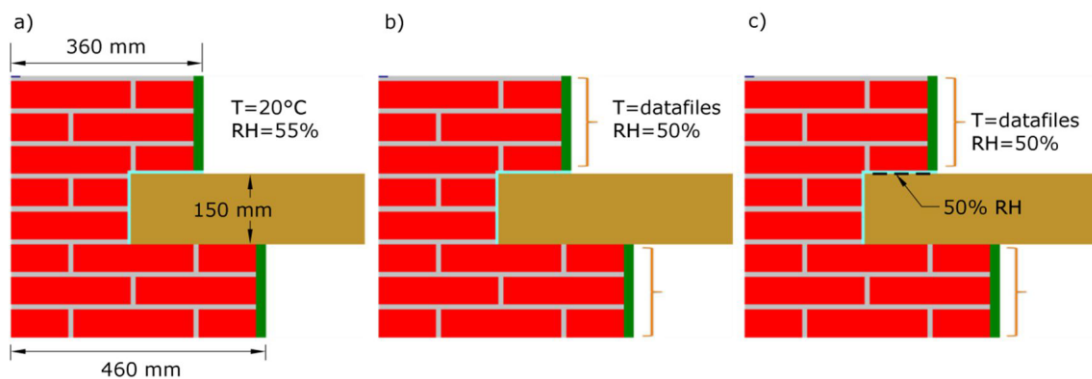 a)
360 mm
T=20°C
RH=55%
150 mm
460 mm
b)
T=datafiles
RH=50%
c)
T=datafiles
RH=50%
50% RH